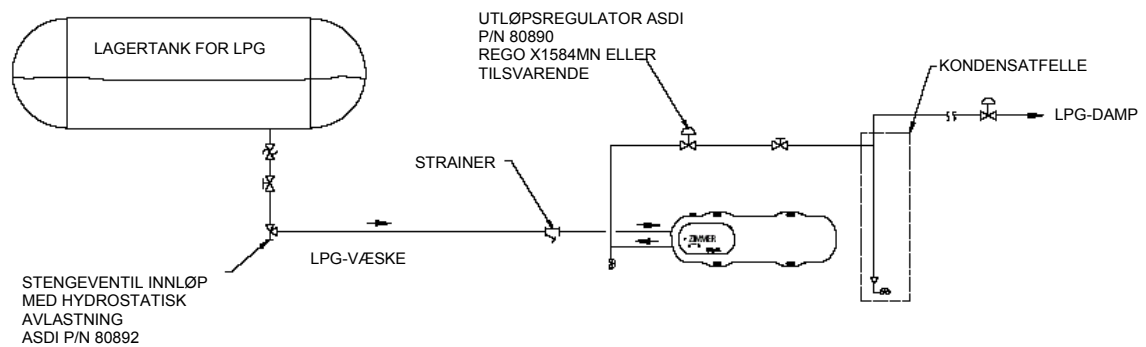 LAGERTANK FOR LPG
UTLØPSREGULATOR ASDI
P/N 80890
REGO X1584MN ELLER
TILSVARENDE
KONDENSATFELLE
LPG-DAMP
STRAINER
ZIMMER
LPG-VÆSKE
STENGEVENTIL INNLØP
MED HYDROSTATISK
AVLASTNING
ASDI P/N 80892